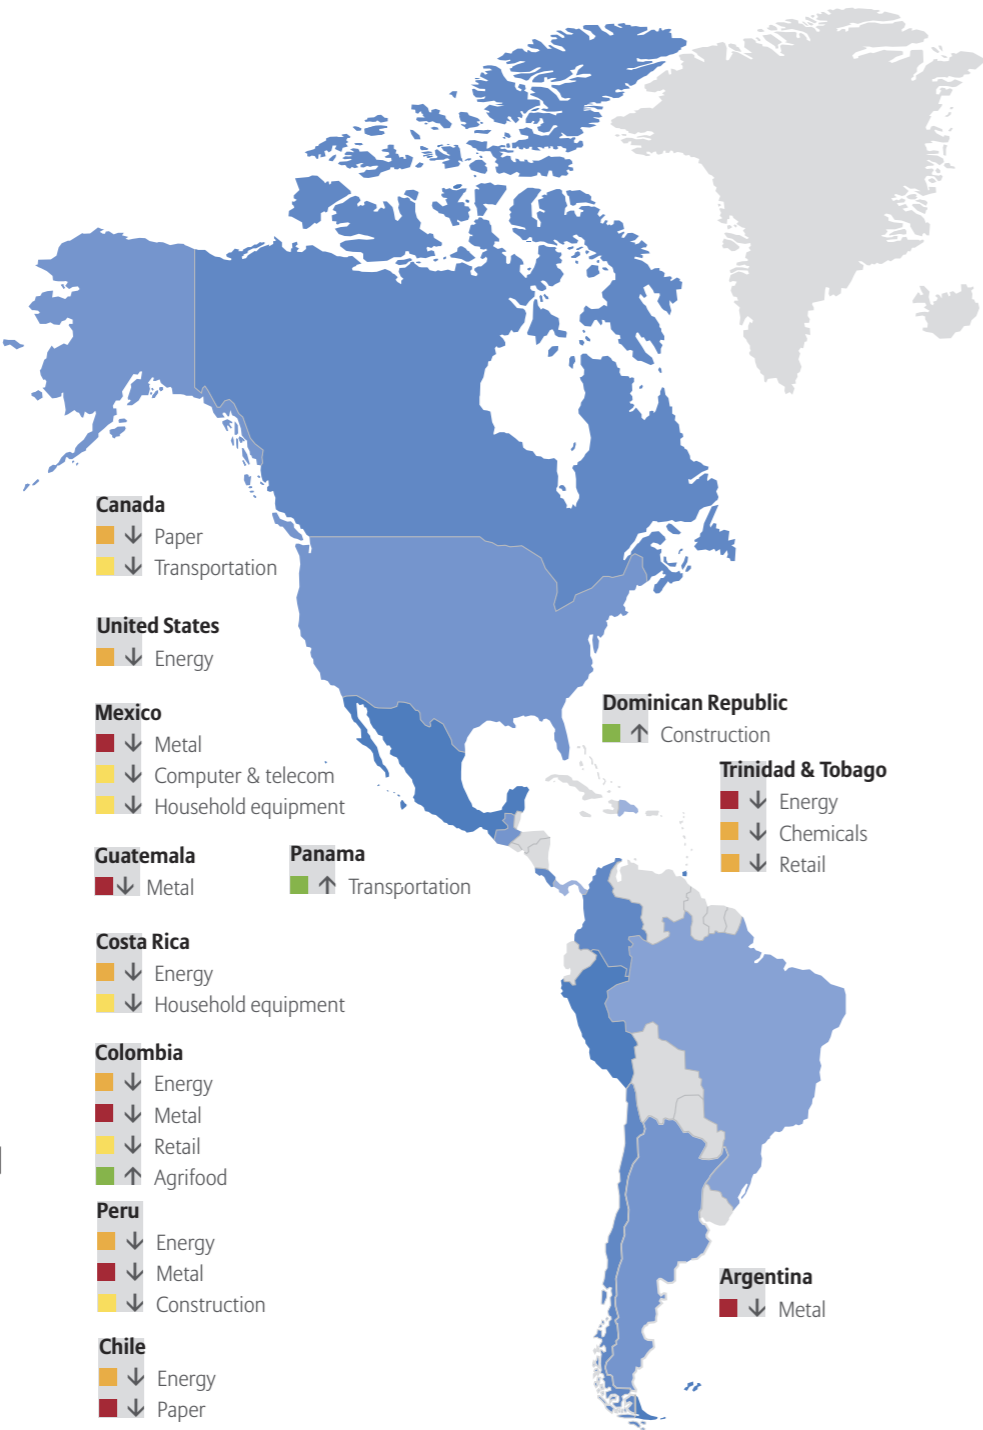 Canada
Paper
Transportation
United States
Energy
Mexico
Metal
Computer & telecom
Household equipment
Guatemala
Metal
Panama
Transportation
Costa Rica
Energy
Household equipment
Colombia
Energy
Metal
Retail
Agrifood
Peru
Energy
Metal
Construction
Chile
Energy
Paper
Dominican Republic
Construction
Trinidad & Tobago
Energy
Chemicals
Retail
Argentina
Metal